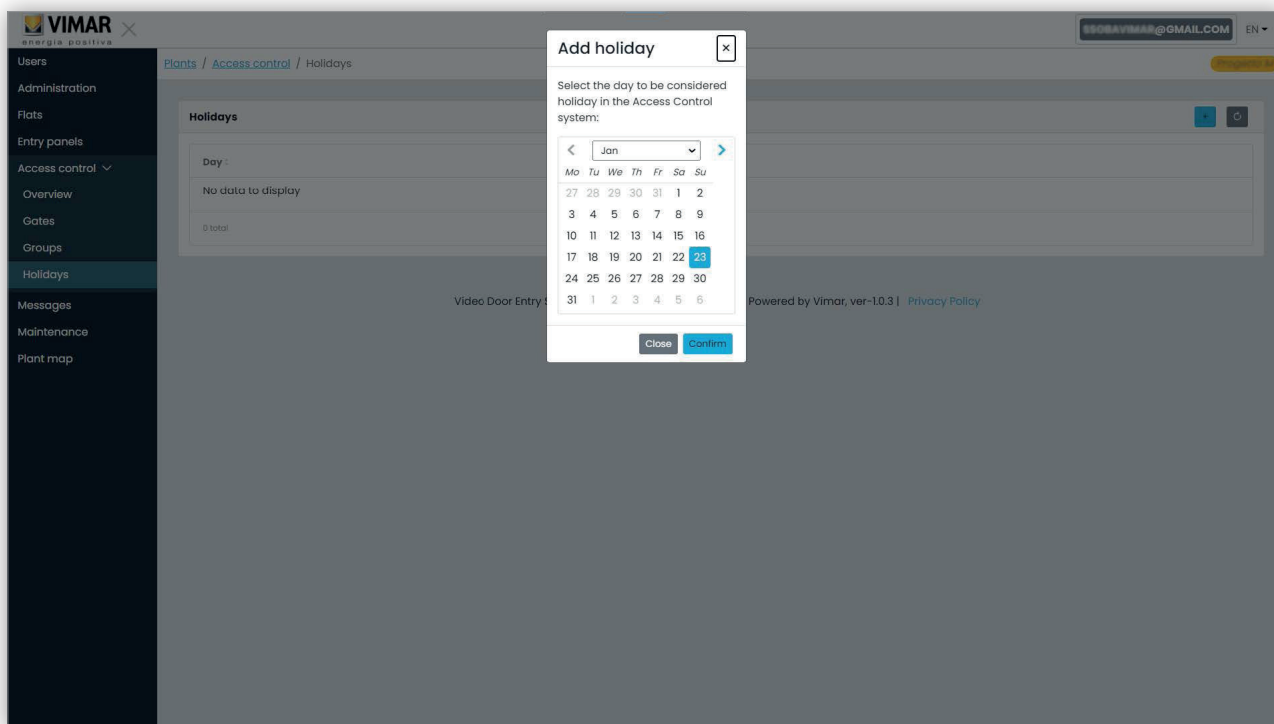 VIMAR
energia positiva
@GMAIL.COM
EN
Users
Administration
Flats
Entry panels
Access control
Overview
Gates
Groups
Holidays
Messages
Maintenance
Plant map
Plants / Access control / Holidays
Holidays
+
Day
No data to display
0 total
Video Door Entry
Powered by Vimar, ver-1.0.3 | Privacy Policy
Add holiday ×
Select the day to be considered
holiday in the Access Control
system:
< Jan >
Mo Tu We Th Fr Sa Su
27 28 29 30 31 1 2
3 4 5 6 7 8 9
10 11 12 13 14 15 16
17 18 19 20 21 22 23
24 25 26 27 28 29 30
31 1 2 3 4 5 6
Close Confirm